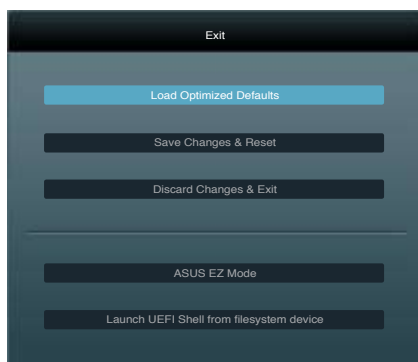 Exit
Load Optimized Defaults
Save Changes & Reset
Discard Changes & Exit
ASUS EZ Mode
Launch UEFI Shell from filesystem device